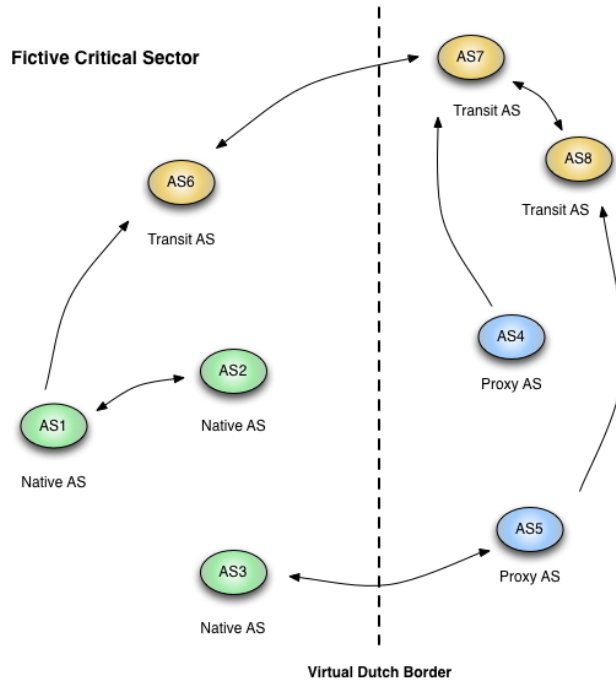 Fictive Critical Sector
AS7
Transit AS
AS8
Transit AS
AS6
Transit AS
AS4
Proxy AS
AS2
Native AS
AS1
Native AS
AS5
Proxy AS
AS3
Native AS
Virtual Dutch Border